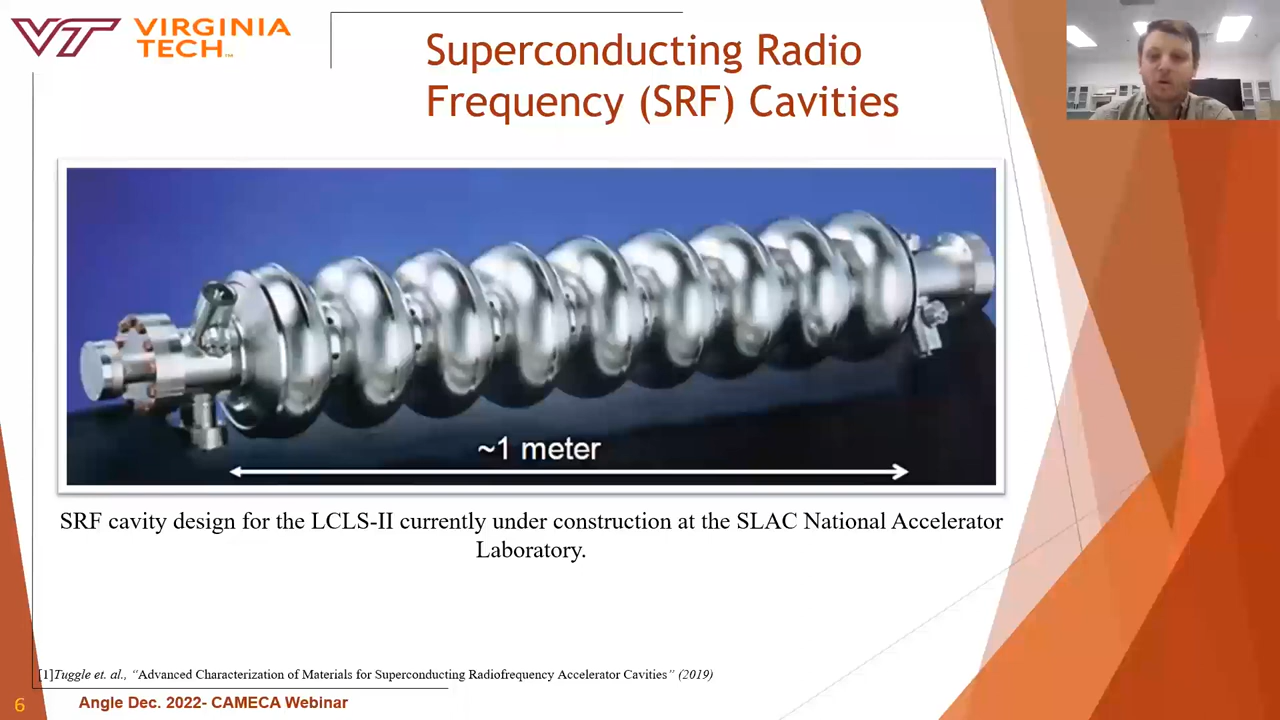 VT VIRGINIA
TECH™
Superconducting Radio
Frequency (SRF) Cavities
~1 meter
SRF cavity design for the LCLS-II currently under construction at the SLAC National Accelerator
Laboratory.
[1]Tuggle et. al., “Advanced Characterization of Materials for Superconducting Radiofrequency Accelerator Cavities” (2019)
6
Angle Dec. 2022- CAMECA Webinar